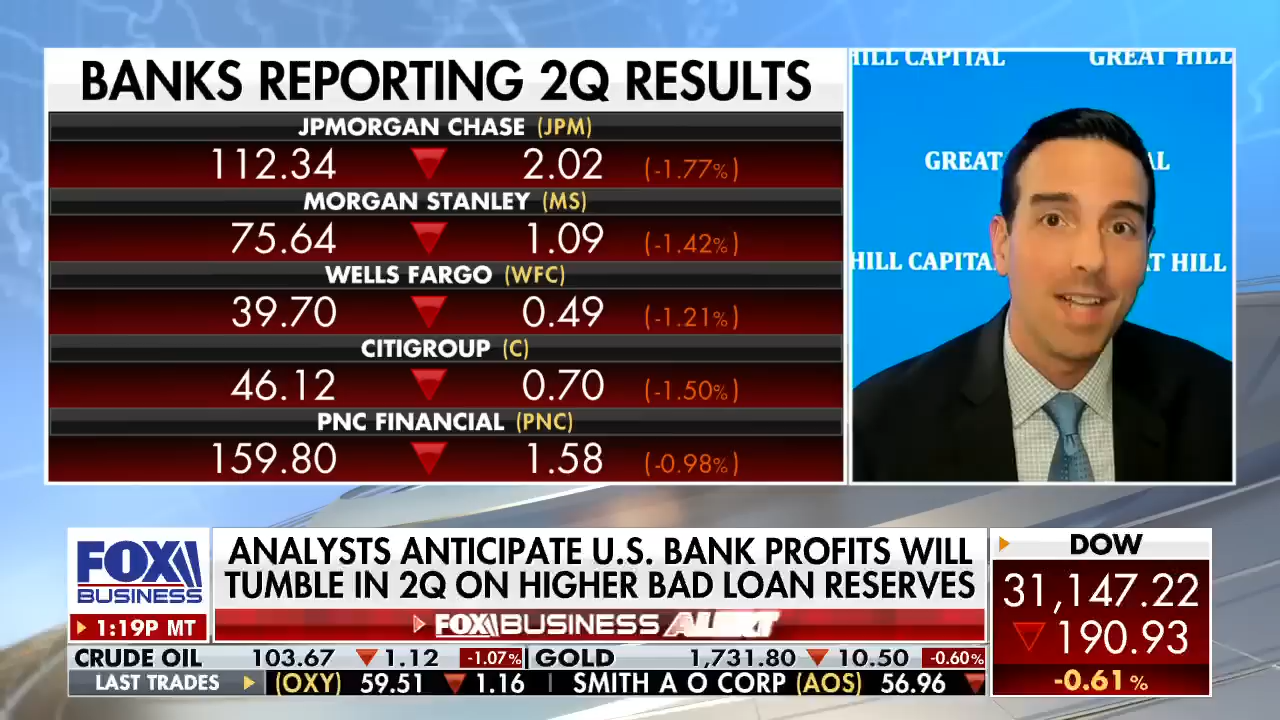 BANKS REPORTING 2Q RESULTS
JPMORGAN CHASE (JPM)
112.34 ▼ 2.02 (-1.77%)
MORGAN STANLEY (MS)
75.64 ▼ 1.09 (-1.42%)
WELLS FARGO (WFC)
39.70 ▼ 0.49 (-1.21%)
CITIGROUP (C)
46.12 ▼ 0.70 (-1.50%)
PNC FINANCIAL (PNC)
159.80 ▼ 1.58 (-0.98%)
HILL CAPITAL GREAT HILL
GREAT AL
HILL CAPITA AT HILL
FOX
BUSINESS
1:19P MT
ANALYSTS ANTICIPATE U.S. BANK PROFITS WILL
TUMBLE IN 2Q ON HIGHER BAD LOAN RESERVES
FOX BUSINESS ALERT
DOW
31,147.22
▼ 190.93
-0.61%
CRUDE OIL 103.67 ▼ 1.12 -1.07% GOLD 1,731.80 ▼ 10.50 -0.60%
LAST TRADES (OXY) 59.51 ▼ 1.16 | SMITH A O CORP (AOS) 56.96 ▼